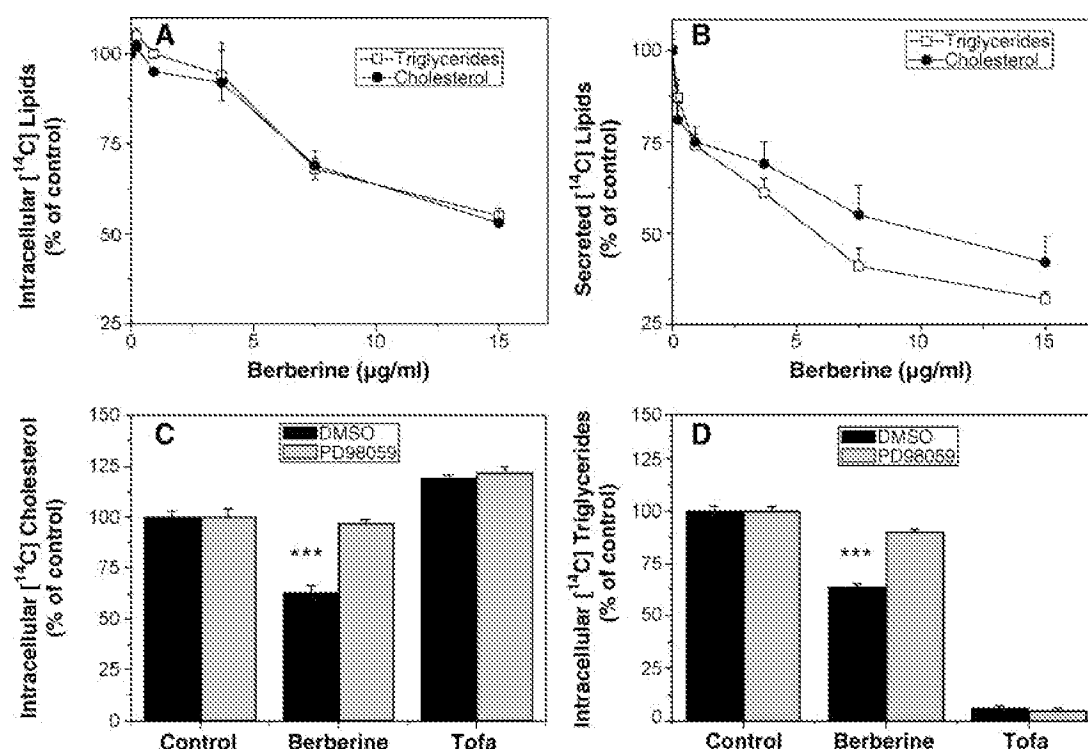 A
Triglycerides
Cholesterol
Intracellular [¹⁴C] Lipids
(% of control)
100
75
50
25
0
5
10
15
Berberine (µg/ml)
B
Triglycerides
Cholesterol
Secreted [¹⁴C] Lipids
(% of control)
100
75
50
25
0
5
10
15
Berberine (µg/ml)
C
DMSO
PD98059
Intracellular [¹⁴C] Cholesterol
(% of control)
150
125
100
75
50
25
0
***
Control
Berberine
Tofa
D
DMSO
PD98059
Intracellular [¹⁴C] Triglycerides
(% of control)
150
125
100
75
50
25
0
***
Control
Berberine
Tofa